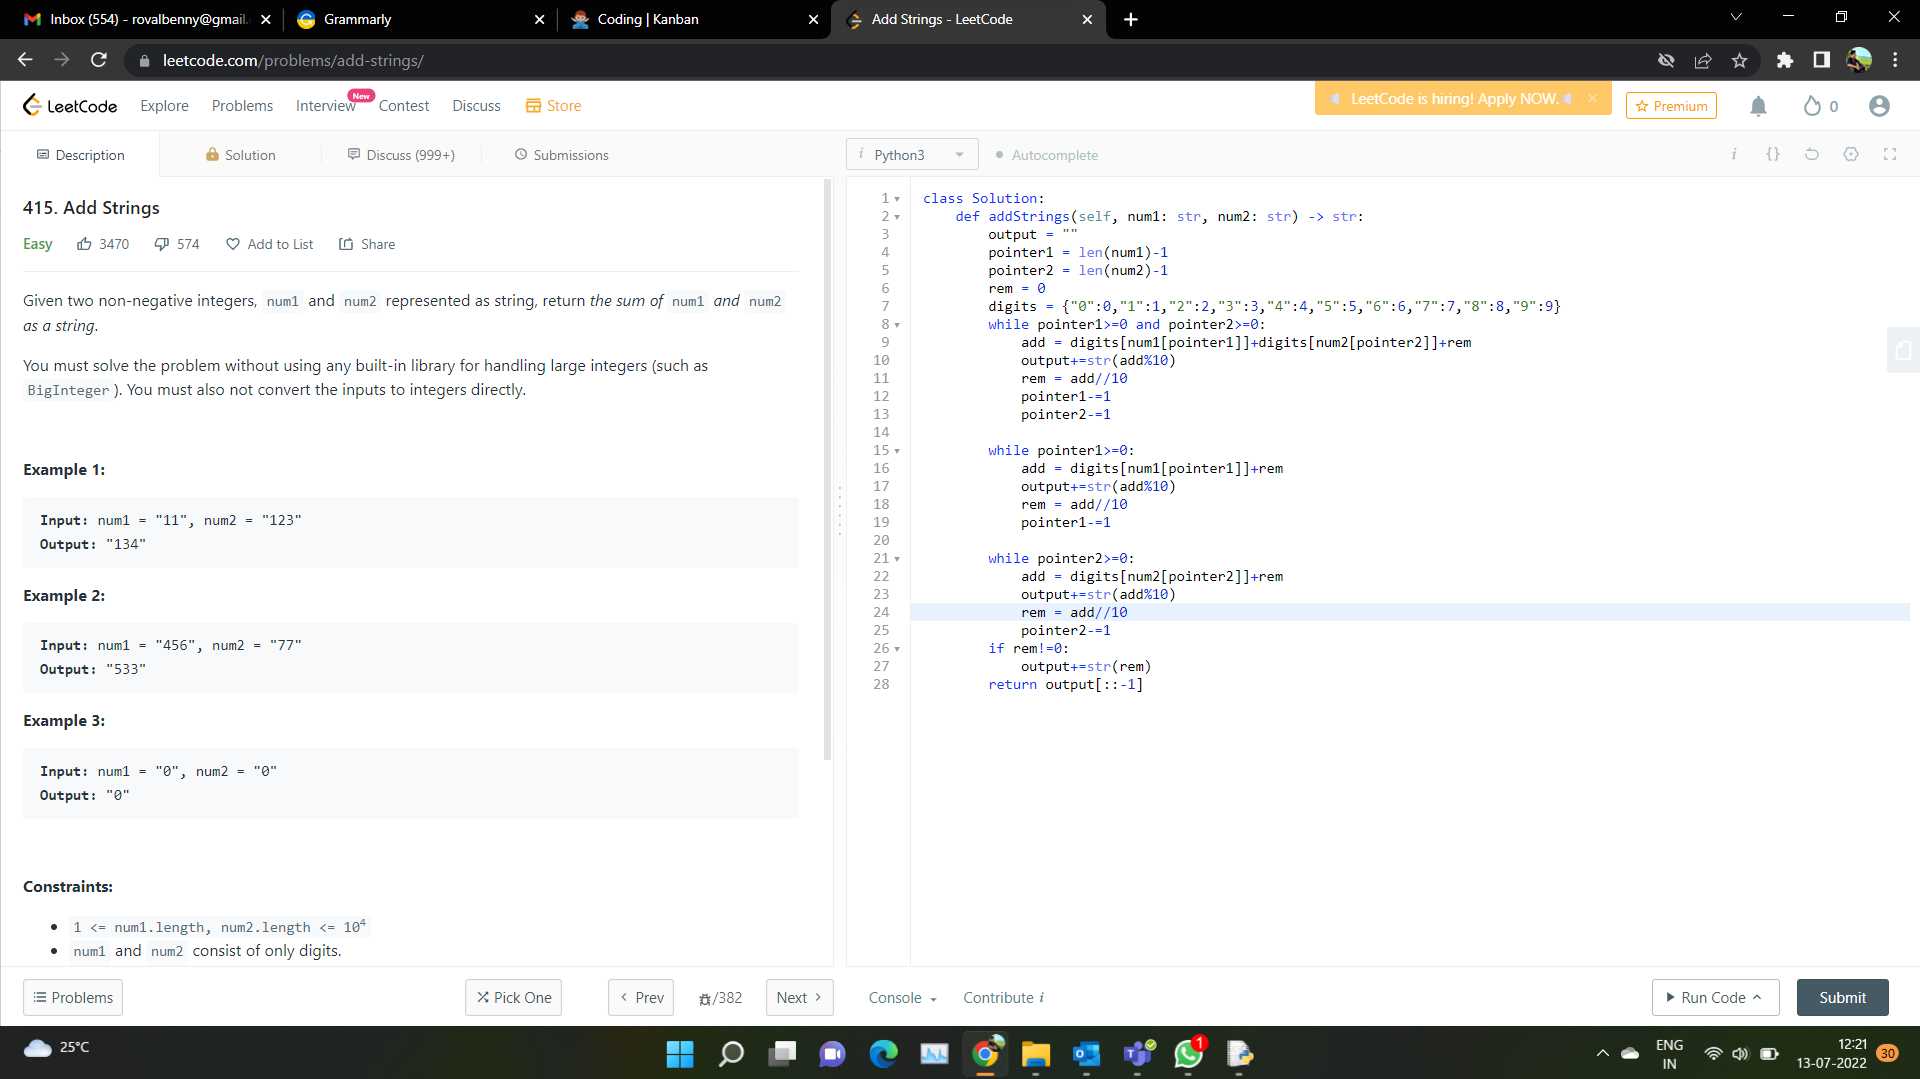 Inbox (554) - rovalbenny@gmail. Grammarly Coding | Kanban Add Strings - LeetCode
leetcode.com/problems/add-strings/
LeetCode Explore Problems Interview New Contest Discuss Store LeetCode is hiring! Apply NOW. Premium 0
Description Solution Discuss (999+) Submissions
i Python3 Autocomplete i {}
415. Add Strings
Easy 3470 574 Add to List Share
Given two non-negative integers, num1 and num2 represented as string, return the sum of num1 and num2
as a string.
You must solve the problem without using any built-in library for handling large integers (such as
BigInteger ). You must also not convert the inputs to integers directly.
Example 1:
Input: num1 = "11", num2 = "123"
Output: "134"
Example 2:
Input: num1 = "456", num2 = "77"
Output: "533"
Example 3:
Input: num1 = "0", num2 = "0"
Output: "0"
Constraints:
1 <= num1.length, num2.length <= 10⁴
num1 and num2 consist of only digits.
1 class Solution:
2 def addStrings(self, num1: str, num2: str) -> str:
3 output = ""
4 pointer1 = len(num1)-1
5 pointer2 = len(num2)-1
6 rem = 0
7 digits = {"0":0,"1":1,"2":2,"3":3,"4":4,"5":5,"6":6,"7":7,"8":8,"9":9}
8 while pointer1>=0 and pointer2>=0:
9 add = digits[num1[pointer1]]+digits[num2[pointer2]]+rem
10 output+=str(add%10)
11 rem = add//10
12 pointer1-=1
13 pointer2-=1
14
15 while pointer1>=0:
16 add = digits[num1[pointer1]]+rem
17 output+=str(add%10)
18 rem = add//10
19 pointer1-=1
20
21 while pointer2>=0:
22 add = digits[num2[pointer2]]+rem
23 output+=str(add%10)
24 rem = add//10
25 pointer2-=1
26 if rem!=0:
27 output+=str(rem)
28 return output[::-1]
Problems Pick One Prev /382 Next Console Contribute i Run Code Submit
25°C
1
ENG
IN
12:21
13-07-2022
30